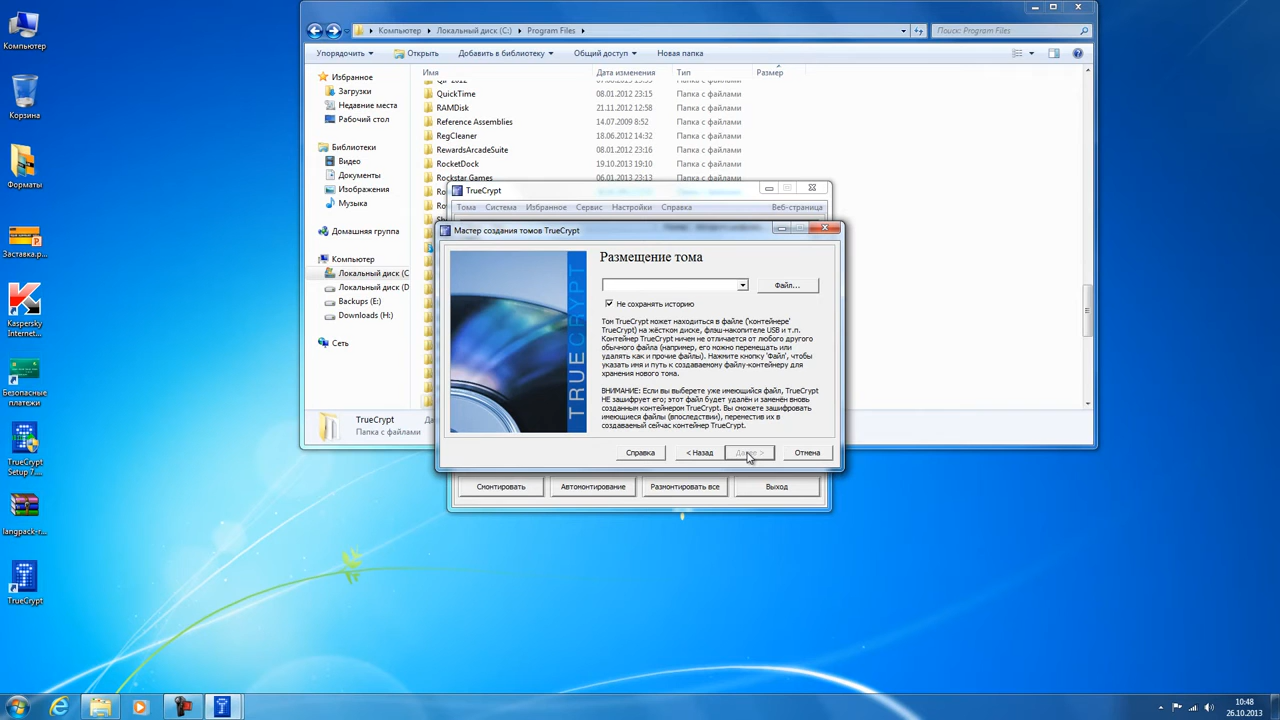 Компьютер
Корзина
Форматы
Заставка.р...
Kaspersky
Internet...
Безопасные
платежи
TrueCrypt
Setup 7....
langpack-r...
TrueCrypt
Компьютер
Локальный диск (C:)
Program Files
Поиск: Program Files
Упорядочить
Открыть
Добавить в библиотеку
Общий доступ
Новая папка
Имя
Дата изменения
Тип
Размер
Избранное
Загрузки
Недавние места
Рабочий стол
Библиотеки
Видео
Документы
Изображения
Музыка
Домашняя группа
Компьютер
Локальный диск (C
Локальный диск (D
Backups (E:)
Downloads (H:)
Сеть
QuickTime 08.01.2012 23:15 Папка с файлами
RAMDisk 21.11.2012 12:58 Папка с файлами
Reference Assemblies 14.07.2009 8:52 Папка с файлами
RegCleaner 18.06.2012 14:32 Папка с файлами
RewardsArcadeSuite 08.01.2012 23:16 Папка с файлами
RocketDock 19.10.2013 19:10 Папка с файлами
Rockstar Games 06.01.2013 23:13 Папка с файлами
TrueCrypt
Папка с файлами
TrueCrypt
Тома
Система
Избранное
Сервис
Настройки
Справка
Веб-страница
Мастер создания томов TrueCrypt
TRUECRYPT
Размещение тома
Файл...
Не сохранять историю
Том TrueCrypt может находиться в файле ('контейнере'
TrueCrypt) на жёстком диске, флэш-накопителе USB и т.п.
Контейнер TrueCrypt ничем не отличается от любого другого
обычного файла (например, его можно перемещать или
удалять как и прочие файлы). Нажмите кнопку 'Файл', чтобы
указать имя и путь к создаваемому файлу-контейнеру для
хранения нового тома.
ВНИМАНИЕ: Если вы выберете уже имеющийся файл, TrueCrypt
НЕ зашифрует его; этот файл будет удалён и заменён вновь
созданным контейнером TrueCrypt. Вы сможете зашифровать
имеющиеся файлы (впоследствии), переместив их в
создаваемый сейчас контейнер TrueCrypt.
Справка
< Назад
Далее >
Отмена
Смонтировать
Автомонтирование
Размонтировать все
Выход
10:48
26.10.2013